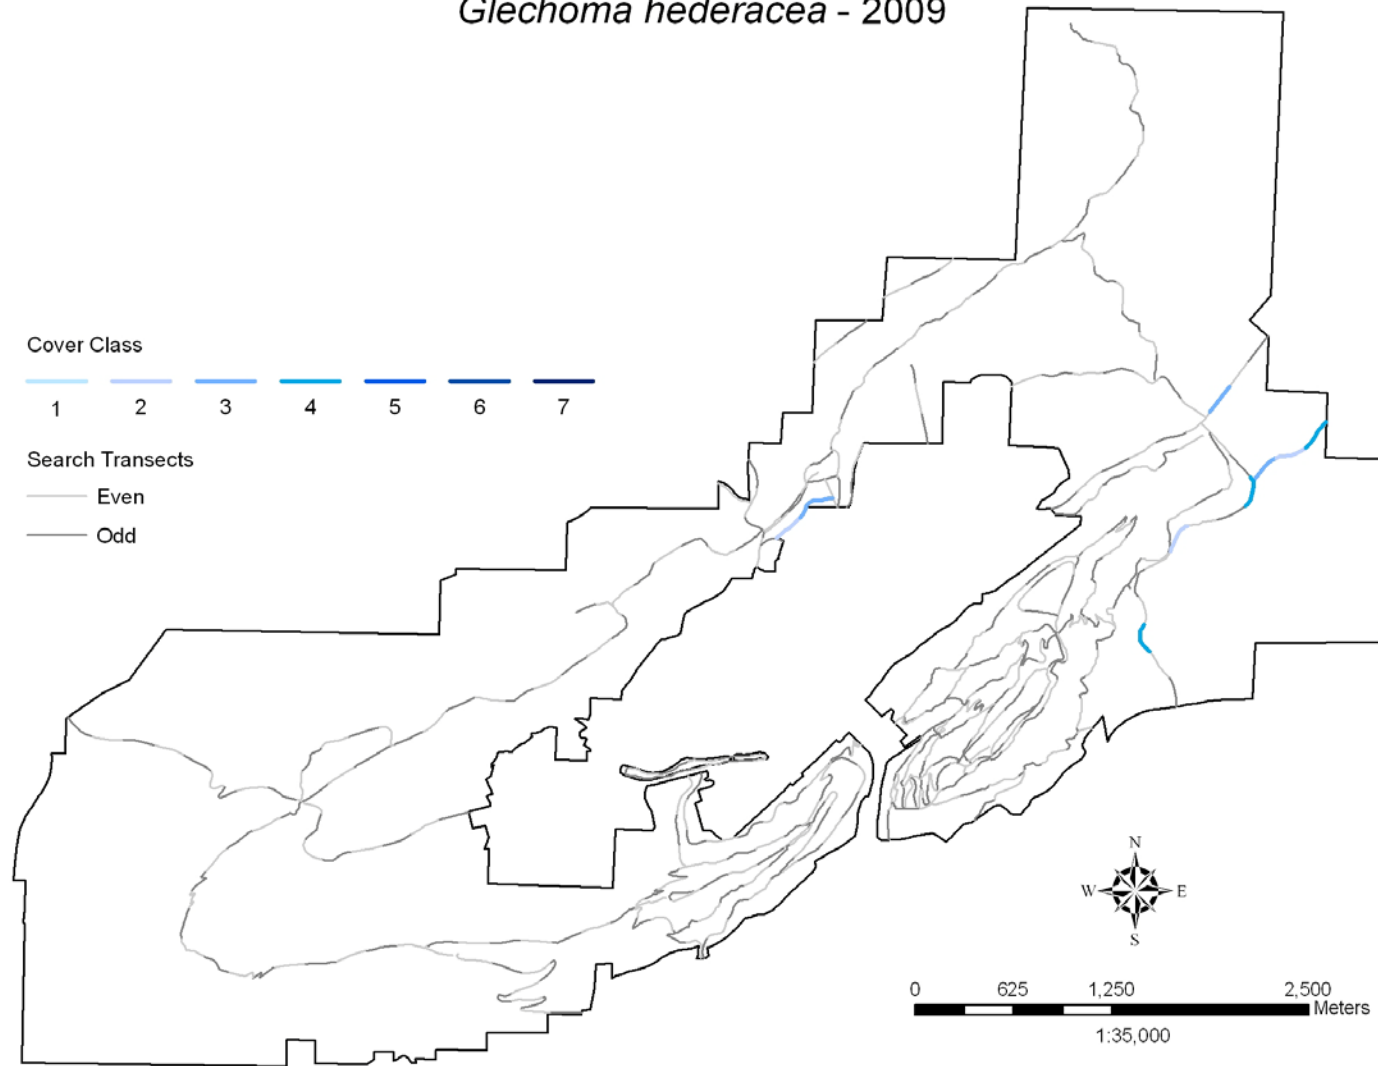 Glechoma hederacea - 2009
Cover Class
1 2 3 4 5 6 7
Search Transects
Even
Odd
N
W E
S
0 625 1,250 2,500
Meters
1:35,000